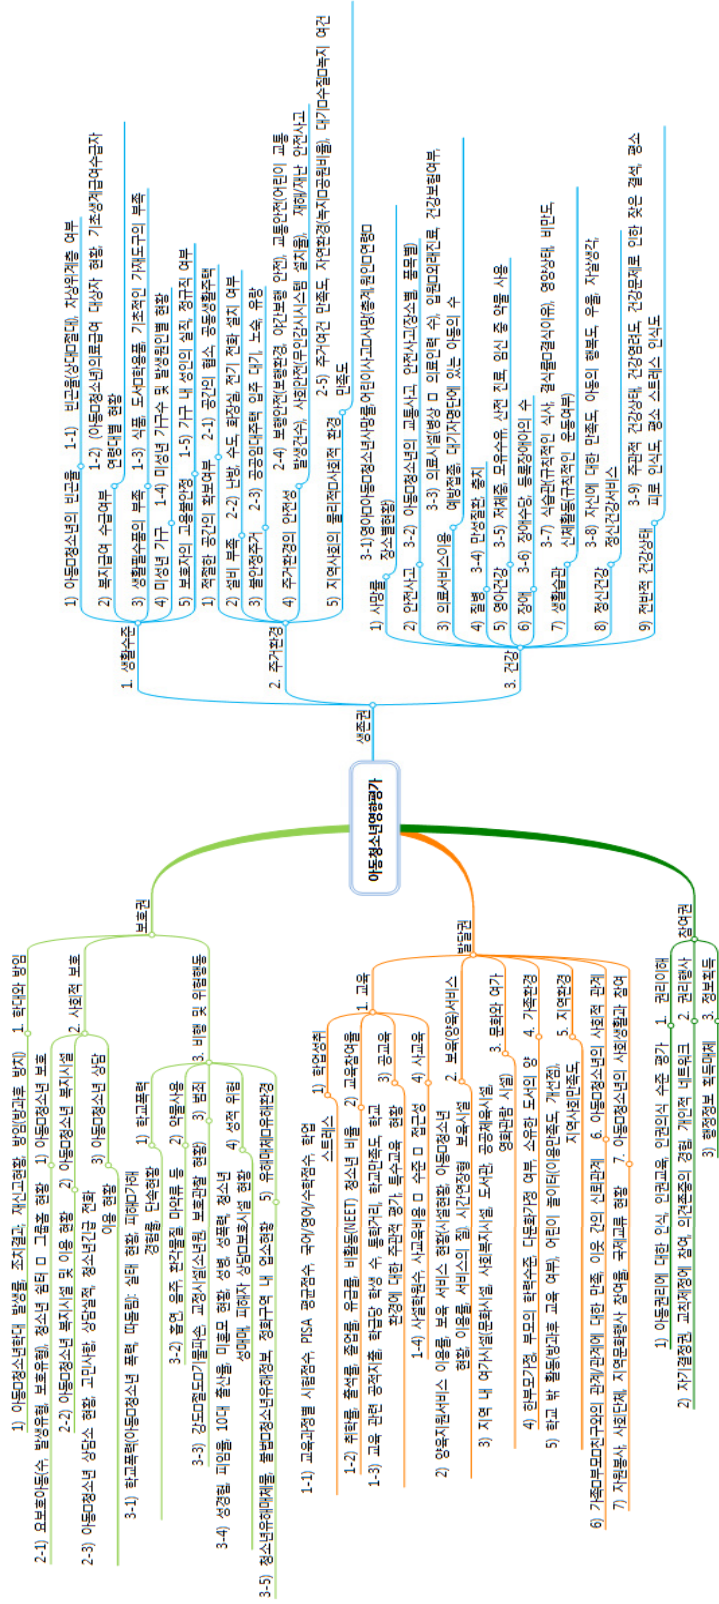 아동청소년영향평가
생존권
1. 생활수준
1) 아동□청소년의 빈곤율
1-1) 빈곤율(상대□절대), 차상위계층 여부
2) 복지급여 수급여부
1-2) (아동□청소년)의료급여 대상자 현황, 기초생계급여수급자
연령대별 현황
3) 생활필수품의 부족
1-3) 식품, 도서□학용품, 기초적인 가재도구의 부족
4) 미성년 가구
1-4) 미성년 가구수 및 발생원인별 현황
5) 보호자의 고용불안정
1-5) 가구 내 성인의 실직, 정규직 여부
2. 주거환경
1) 적절한 공간의 확보여부
2-1) 공간의 협소, 공동생활주택
2) 설비 부족
2-2) 난방, 수도, 화장실, 전기, 전화 설치 여부
3) 불안정주거
2-3) 공공임대주택 입주 대기, 노숙, 유랑
4) 주거환경의 안전성
2-4) 보행안전(보행환경, 야간보행 안전), 교통안전(어린이 교통
발생건수), 사회안전(무인감시시스템 설치율), 재해/재난 안전사고
5) 지역사회의 물리적□사회적 환경
2-5) 주거여건 만족도, 자연환경(녹지□공원비율), 대기□수질□녹지 여건
만족도
3. 건강
1) 사망률
3-1)영아□아동□청소년사망률,어린이사고□사망(총계,원인□연령□
장소별현황)
2) 안전사고
3-2) 아동□청소년의 교통사고, 안전사고(장소별, 품목별)
3) 의료서비스이용
3-3) 의료시설(병상 □ 의료인력 수), 입원□외래진료, 건강보험여부,
예방접종, 대기자명단에 있는 아동의 수
4) 질병
3-4) 만성질환, 충치
5) 영아건강
3-5) 저체중, 모유수유, 산전 진료, 임신 중 약물 사용
6) 장애
3-6) 장애수당, 등록장애아의 수
7) 생활습관
3-7) 식습관(규칙적인 식사, 결식률□결식이유), 영양상태, 비만도,
신체활동(규칙적인 운동여부)
8) 정신건강
3-8) 자신에 대한 만족도, 아동의 행복도, 우울, 자살생각,
정신건강서비스
9) 전반적 건강상태
3-9) 주관적 건강상태, 건강염려도, 건강문제로 인한 잦은 결석, 평소
피로 인식도, 평소 스트레스 인식도
보호권
1. 학대와 방임
1) 아동□청소년학대 발생률, 조치결과, 재신고현황, 방임(방과후 방치)
2. 사회적 보호
1) 아동□청소년 보호
2-1) 요보호아동(수, 발생유형, 보호유형), 청소년 쉼터 □ 그룹홈 현황
2) 아동□청소년 복지시설
2-2) 아동□청소년 복지시설 및 이용 현황
3) 아동□청소년 상담
2-3) 아동□청소년 상담소 현황, 고민사항, 상담실적, 청소년긴급 전화
이용 현황
3. 비행 및 위험행동
1) 학교폭력
3-1) 학교폭력(아동□청소년 폭력, 따돌림): 실태 현황, 피해□가해
경험률, 단속현황
2) 약물사용
3-2) 흡연, 음주, 환각물질, 마약류 등
3) 범죄
3-3) 강도□절도□기물파손, 교정시설(소년원, 보호관찰 현황)
4) 성적 위험
3-4) 성경험, 피임율, 10대 출산율, 미혼모 현황, 성병, 성폭력, 청소년
성매매, 피해자 상담□보호시설 현황
5) 유해매체□유해환경
3-5) 청소년유해매체물, 불법□청소년유해정보, 정화구역 내 업소현황
발달권
1. 교육
1) 학업성취
1-1) 교육과정별 시험점수, PISA 평균점수, 국어/영어/수학점수, 학업
스트레스
2) 교육참여율
1-2) 취학률, 출석률, 졸업률, 유급률, 비활동(NEET) 청소년 비율
3) 공교육
1-3) 교육 관련 공적지출, 학급당 학생 수, 통학거리, 학교만족도, 학교
환경에 대한 주관적 평가, 특수교육 현황
4) 사교육
1-4) 사설학원수, 사교육비용 □ 수준 □ 접근성
2. 보육(양육)서비스
2) 양육지원서비스 이용률, 보육 서비스 현황(시설현황, 아동□청소년
현황, 이용률, 서비스의 질), 시간연장형 보육시설
3. 문화와 여가
3) 지역 내 여가시설(문화시설, 사회복지시설, 도서관, 공공체육시설,
영화관람 시설)
4. 가족환경
4) 한부모가정, 부모의 학력수준, 다문화가정 여부, 소유한 도서의 양
5. 지역환경
5) 학교 밖 활동(방과후 교육 여부), 어린이 놀이터(이용만족도, 개선점),
지역사회만족도
6. 아동□청소년의 사회적 관계
6) 가족□부모□친구와의 관계/관계에 대한 만족, 이웃 간의 신뢰관계
7. 아동□청소년의 사회생활과 참여
7) 자원봉사, 사회단체, 지역문화행사 참여율, 국제교류 현황
참여권
1. 권리이해
1) 아동권리에 대한 인식, 인권교육, 인권의식 수준 평가
2. 권리행사
2) 자기결정권, 교칙제정에 참여, 의견존중의 경험, 개인적 네트워크
3. 정보획득
3) 행정정보 획득매체